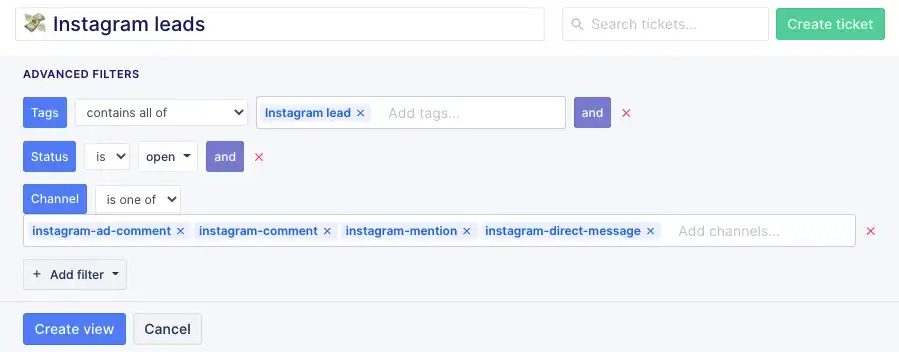 💸 Instagram leads Search tickets... Create ticket
ADVANCED FILTERS
Tags contains all of Instagram lead × Add tags... and ×
Status is open and ×
Channel is one of
instagram-ad-comment × instagram-comment × instagram-mention × instagram-direct-message × Add channels... ×
+ Add filter
Create view Cancel